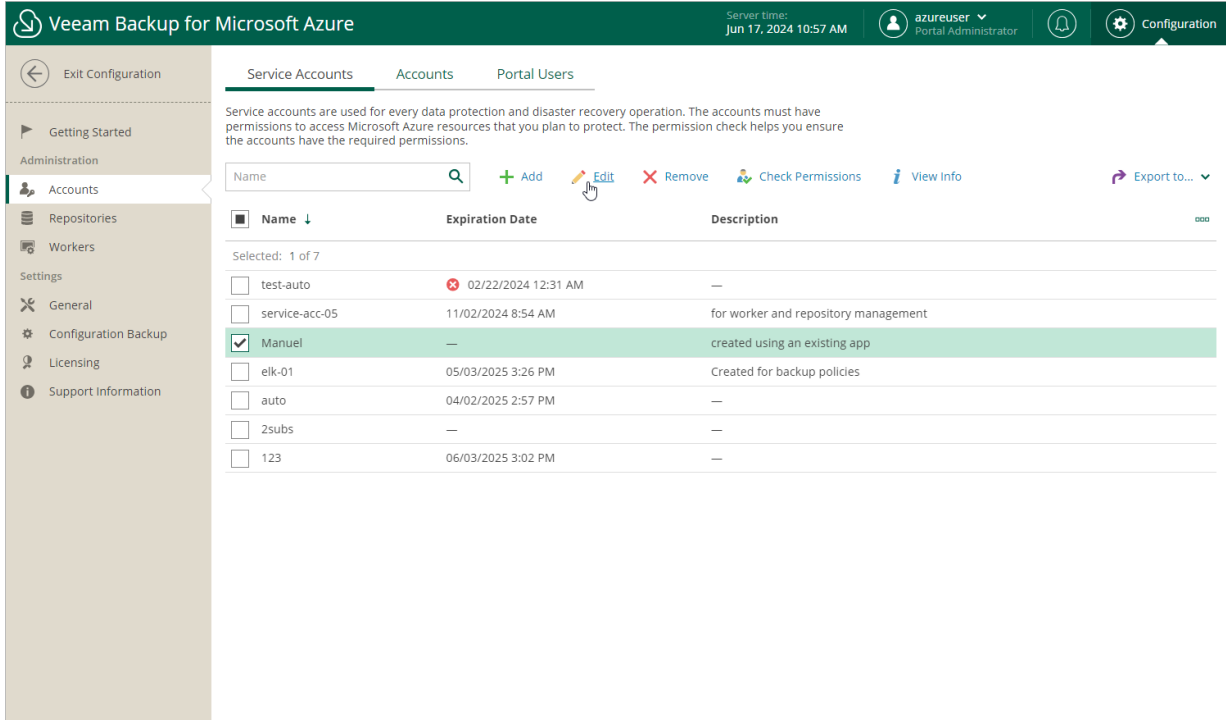 Veeam Backup for Microsoft Azure
Server time:
Jun 17, 2024 10:57 AM
azureuser
Portal Administrator
Configuration
Exit Configuration
Getting Started
Administration
Accounts
Repositories
Workers
Settings
General
Configuration Backup
Licensing
Support Information
Service Accounts Accounts Portal Users
Service accounts are used for every data protection and disaster recovery operation. The accounts must have
permissions to access Microsoft Azure resources that you plan to protect. The permission check helps you ensure
the accounts have the required permissions.
Name Add Edit Remove Check Permissions View Info Export to...
Name Expiration Date Description
Selected: 1 of 7
test-auto 02/22/2024 12:31 AM —
service-acc-05 11/02/2024 8:54 AM for worker and repository management
Manuel — created using an existing app
elk-01 05/03/2025 3:26 PM Created for backup policies
auto 04/02/2025 2:57 PM —
2subs — —
123 06/03/2025 3:02 PM —